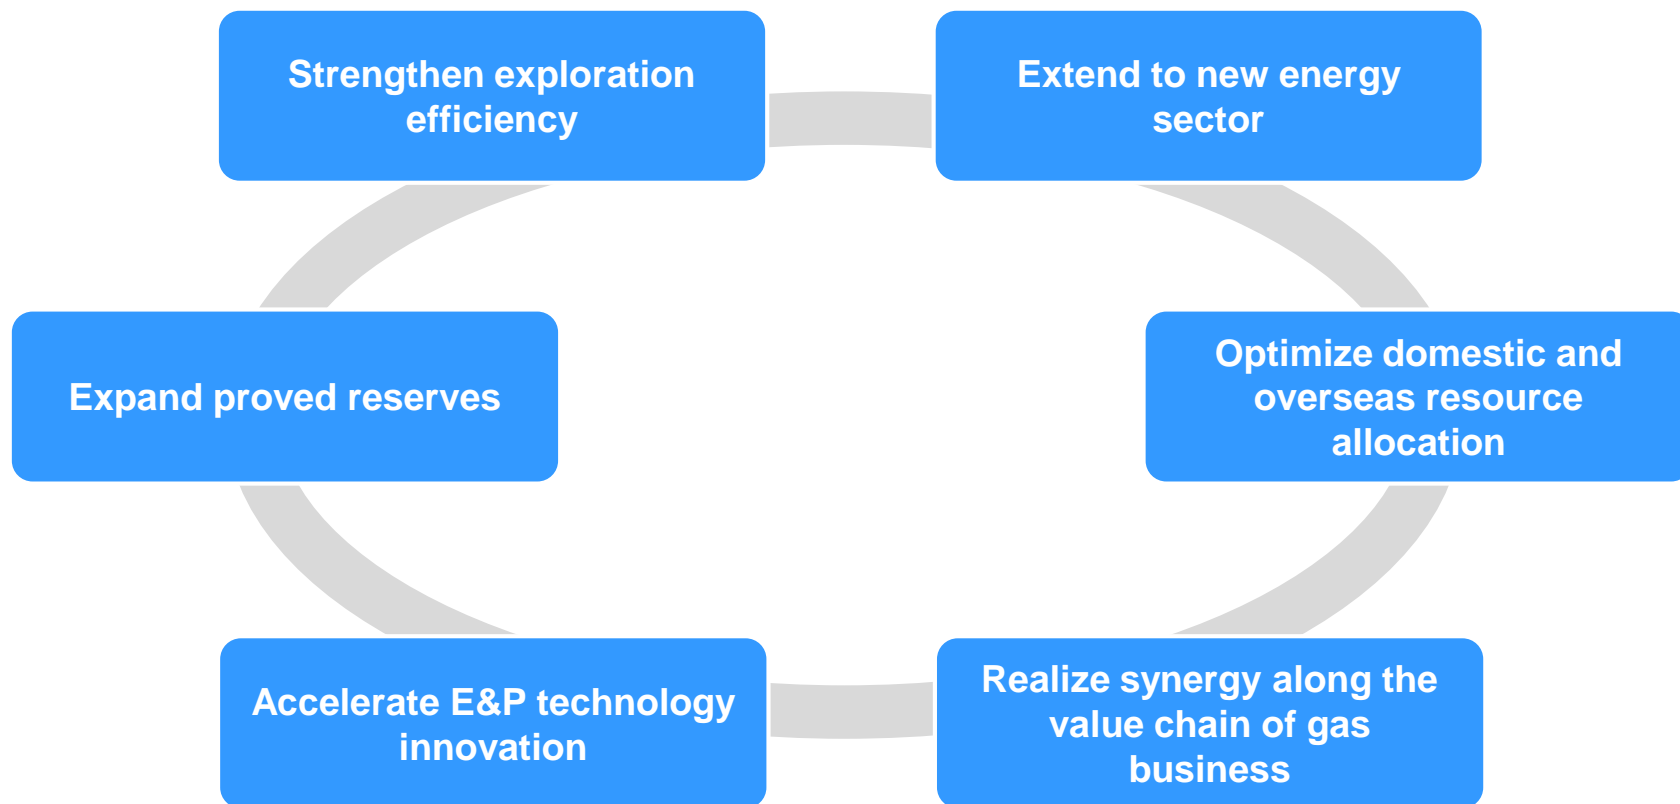 Strengthen exploration
efficiency
Extend to new energy
sector
Expand proved reserves
Optimize domestic and
overseas resource
allocation
Accelerate E&P technology
innovation
Realize synergy along the
value chain of gas
business